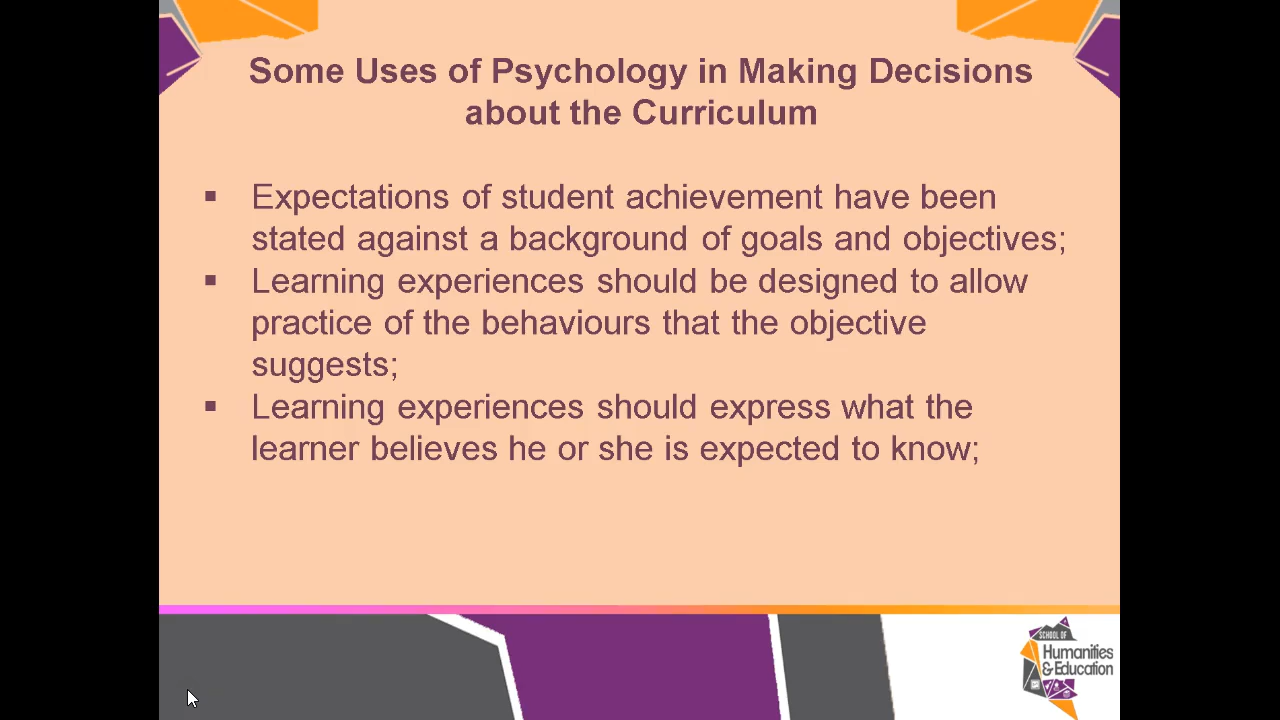 Some Uses of Psychology in Making Decisions
about the Curriculum
▪ Expectations of student achievement have been
stated against a background of goals and objectives;
▪ Learning experiences should be designed to allow
practice of the behaviours that the objective
suggests;
▪ Learning experiences should express what the
learner believes he or she is expected to know;
SCHOOL OF
Humanities
& Education